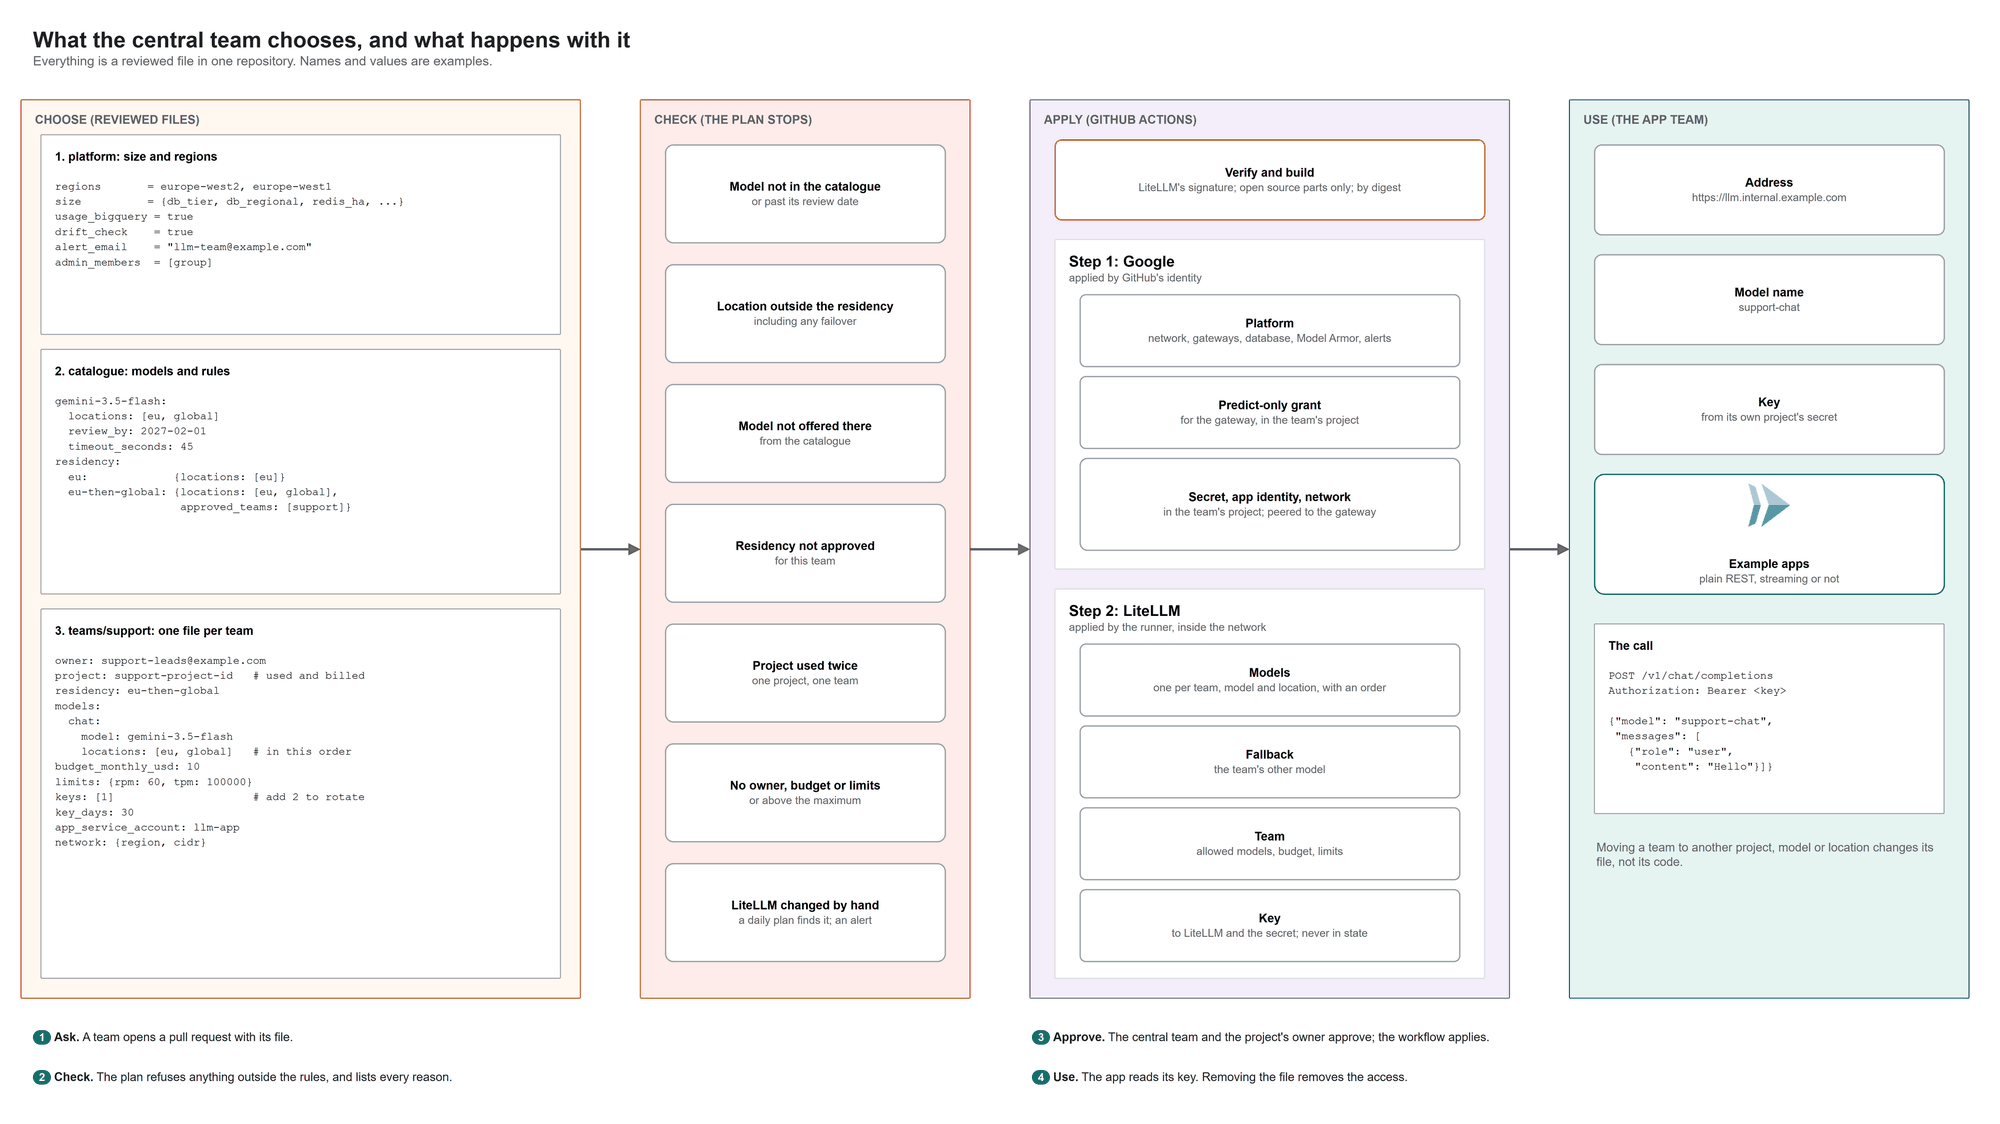 What the central team chooses, and what happens with it
Everything is a reviewed file in one repository. Names and values are examples.
CHOOSE (REVIEWED FILES)
1. platform: size and regions
regions       = europe-west2, europe-west1
size          = {db_tier, db_regional, redis_ha, ...}
usage_bigquery = true
drift_check    = true
alert_email    = "llm-team@example.com"
admin_members  = [group]
2. catalogue: models and rules
gemini-3.5-flash:
  locations: [eu, global]
  review_by: 2027-02-01
  timeout_seconds: 45
residency:
  eu:             {locations: [eu]}
  eu-then-global: {locations: [eu, global],
                   approved_teams: [support]}
3. teams/support: one file per team
owner: support-leads@example.com
project: support-project-id   # used and billed
residency: eu-then-global
models:
  chat:
    model: gemini-3.5-flash
    locations: [eu, global]   # in this order
budget_monthly_usd: 10
limits: {rpm: 60, tpm: 100000}
keys: [1]                     # add 2 to rotate
key_days: 30
app_service_account: llm-app
network: {region, cidr}
CHECK (THE PLAN STOPS)
Model not in the catalogue
or past its review date
Location outside the residency
including any failover
Model not offered there
from the catalogue
Residency not approved
for this team
Project used twice
one project, one team
No owner, budget or limits
or above the maximum
LiteLLM changed by hand
a daily plan finds it; an alert
APPLY (GITHUB ACTIONS)
Verify and build
LiteLLM's signature; open source parts only; by digest
Step 1: Google
applied by GitHub's identity
Platform
network, gateways, database, Model Armor, alerts
Predict-only grant
for the gateway, in the team's project
Secret, app identity, network
in the team's project; peered to the gateway
Step 2: LiteLLM
applied by the runner, inside the network
Models
one per team, model and location, with an order
Fallback
the team's other model
Team
allowed models, budget, limits
Key
to LiteLLM and the secret; never in state
USE (THE APP TEAM)
Address
https://llm.internal.example.com
Model name
support-chat
Key
from its own project's secret
Example apps
plain REST, streaming or not
The call
POST /v1/chat/completions
Authorization: Bearer <key>
{"model": "support-chat",
 "messages": [
   {"role": "user",
    "content": "Hello"}]}
Moving a team to another project, model or location changes its
file, not its code.
1 Ask. A team opens a pull request with its file.
2 Check. The plan refuses anything outside the rules, and lists every reason.
3 Approve. The central team and the project's owner approve; the workflow applies.
4 Use. The app reads its key. Removing the file removes the access.